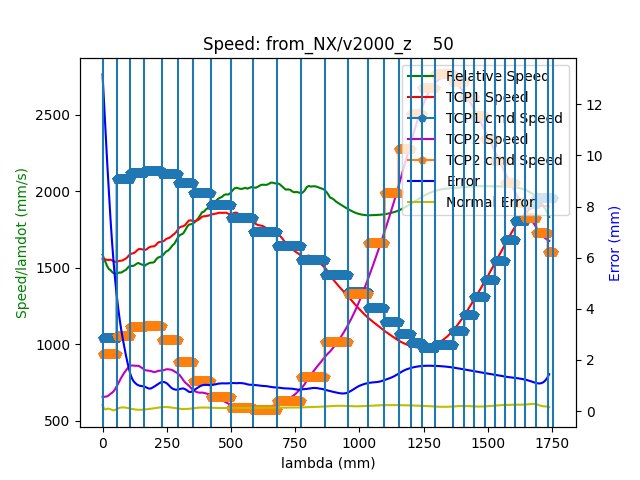 Speed: from_NX/v2000_z    50
Relative Speed
TCP1 Speed
TCP1 cmd Speed
TCP2 Speed
TCP2 cmd Speed
Error
Normal Error
Speed/lamdot (mm/s)
2500
2000
1500
1000
500
12
10
8
6
4
2
0
Error (mm)
0 250 500 750 1000 1250 1500 1750
lambda (mm)